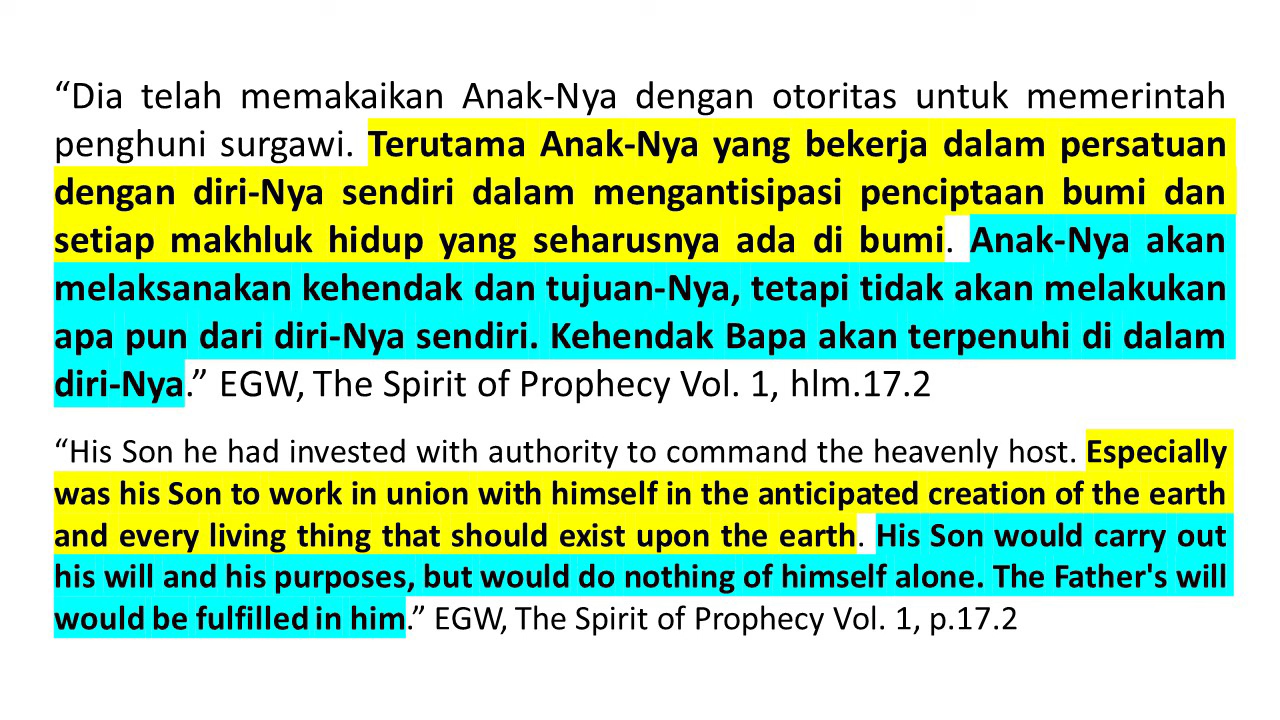 “Dia telah memakaikan Anak-Nya dengan otoritas untuk memerintah
penghuni surgawi. Terutama Anak-Nya yang bekerja dalam persatuan
dengan diri-Nya sendiri dalam mengantisipasi penciptaan bumi dan
setiap makhluk hidup yang seharusnya ada di bumi. Anak-Nya akan
melaksanakan kehendak dan tujuan-Nya, tetapi tidak akan melakukan
apa pun dari diri-Nya sendiri. Kehendak Bapa akan terpenuhi di dalam
diri-Nya.” EGW, The Spirit of Prophecy Vol. 1, hlm.17.2
“His Son he had invested with authority to command the heavenly host. Especially
was his Son to work in union with himself in the anticipated creation of the earth
and every living thing that should exist upon the earth. His Son would carry out
his will and his purposes, but would do nothing of himself alone. The Father's will
would be fulfilled in him.” EGW, The Spirit of Prophecy Vol. 1, p.17.2